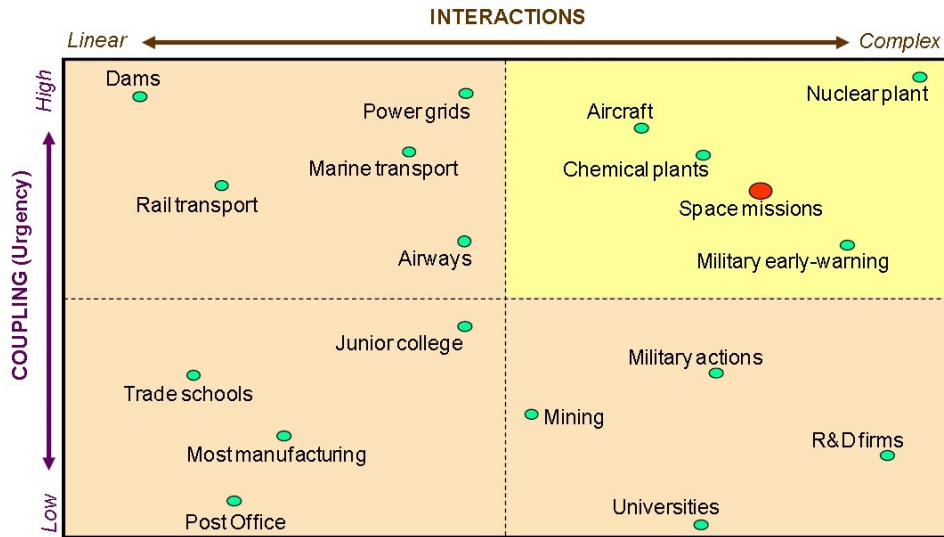 INTERACTIONS
Linear
Complex
High
COUPLING (Urgency)
Low
Dams
Power grids
Marine transport
Rail transport
Airways
Aircraft
Nuclear plant
Chemical plants
Space missions
Military early-warning
Junior college
Trade schools
Most manufacturing
Post Office
Military actions
Mining
R&D firms
Universities